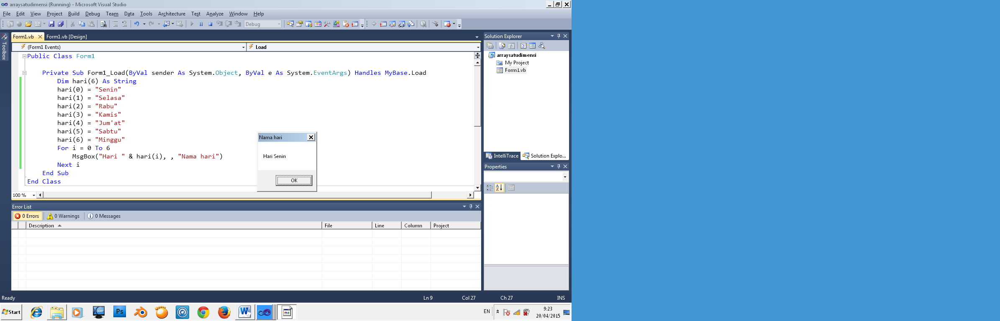 arraysatudimensi (Running) - Microsoft Visual Studio
File Edit View Project Build Debug Team Data Tools Architecture Test Analyze Window Help
Debug
Toolbox
Form1.vb Form1.vb [Design]
(Form1 Events) Load
Public Class Form1
Private Sub Form1_Load(ByVal sender As System.Object, ByVal e As System.EventArgs) Handles MyBase.Load
Dim hari(6) As String
hari(0) = "Senin"
hari(1) = "Selasa"
hari(2) = "Rabu"
hari(3) = "Kamis"
hari(4) = "Jum'at"
hari(5) = "Sabtu"
hari(6) = "Minggu"
For i = 0 To 6
MsgBox("Hari " & hari(i), , "Nama hari")
Next i
End Sub
End Class
100 %
Nama hari
Hari Senin
OK
Solution Explorer
arraysatudimensi
My Project
Form1.vb
IntelliTrace Solution Explo...
Properties
Error List
0 Errors 0 Warnings 0 Messages
Description File Line Column Project
Ready Ln 9 Col 27 Ch 27 INS
Start KMP Ps W EN 9:23
20/04/2015